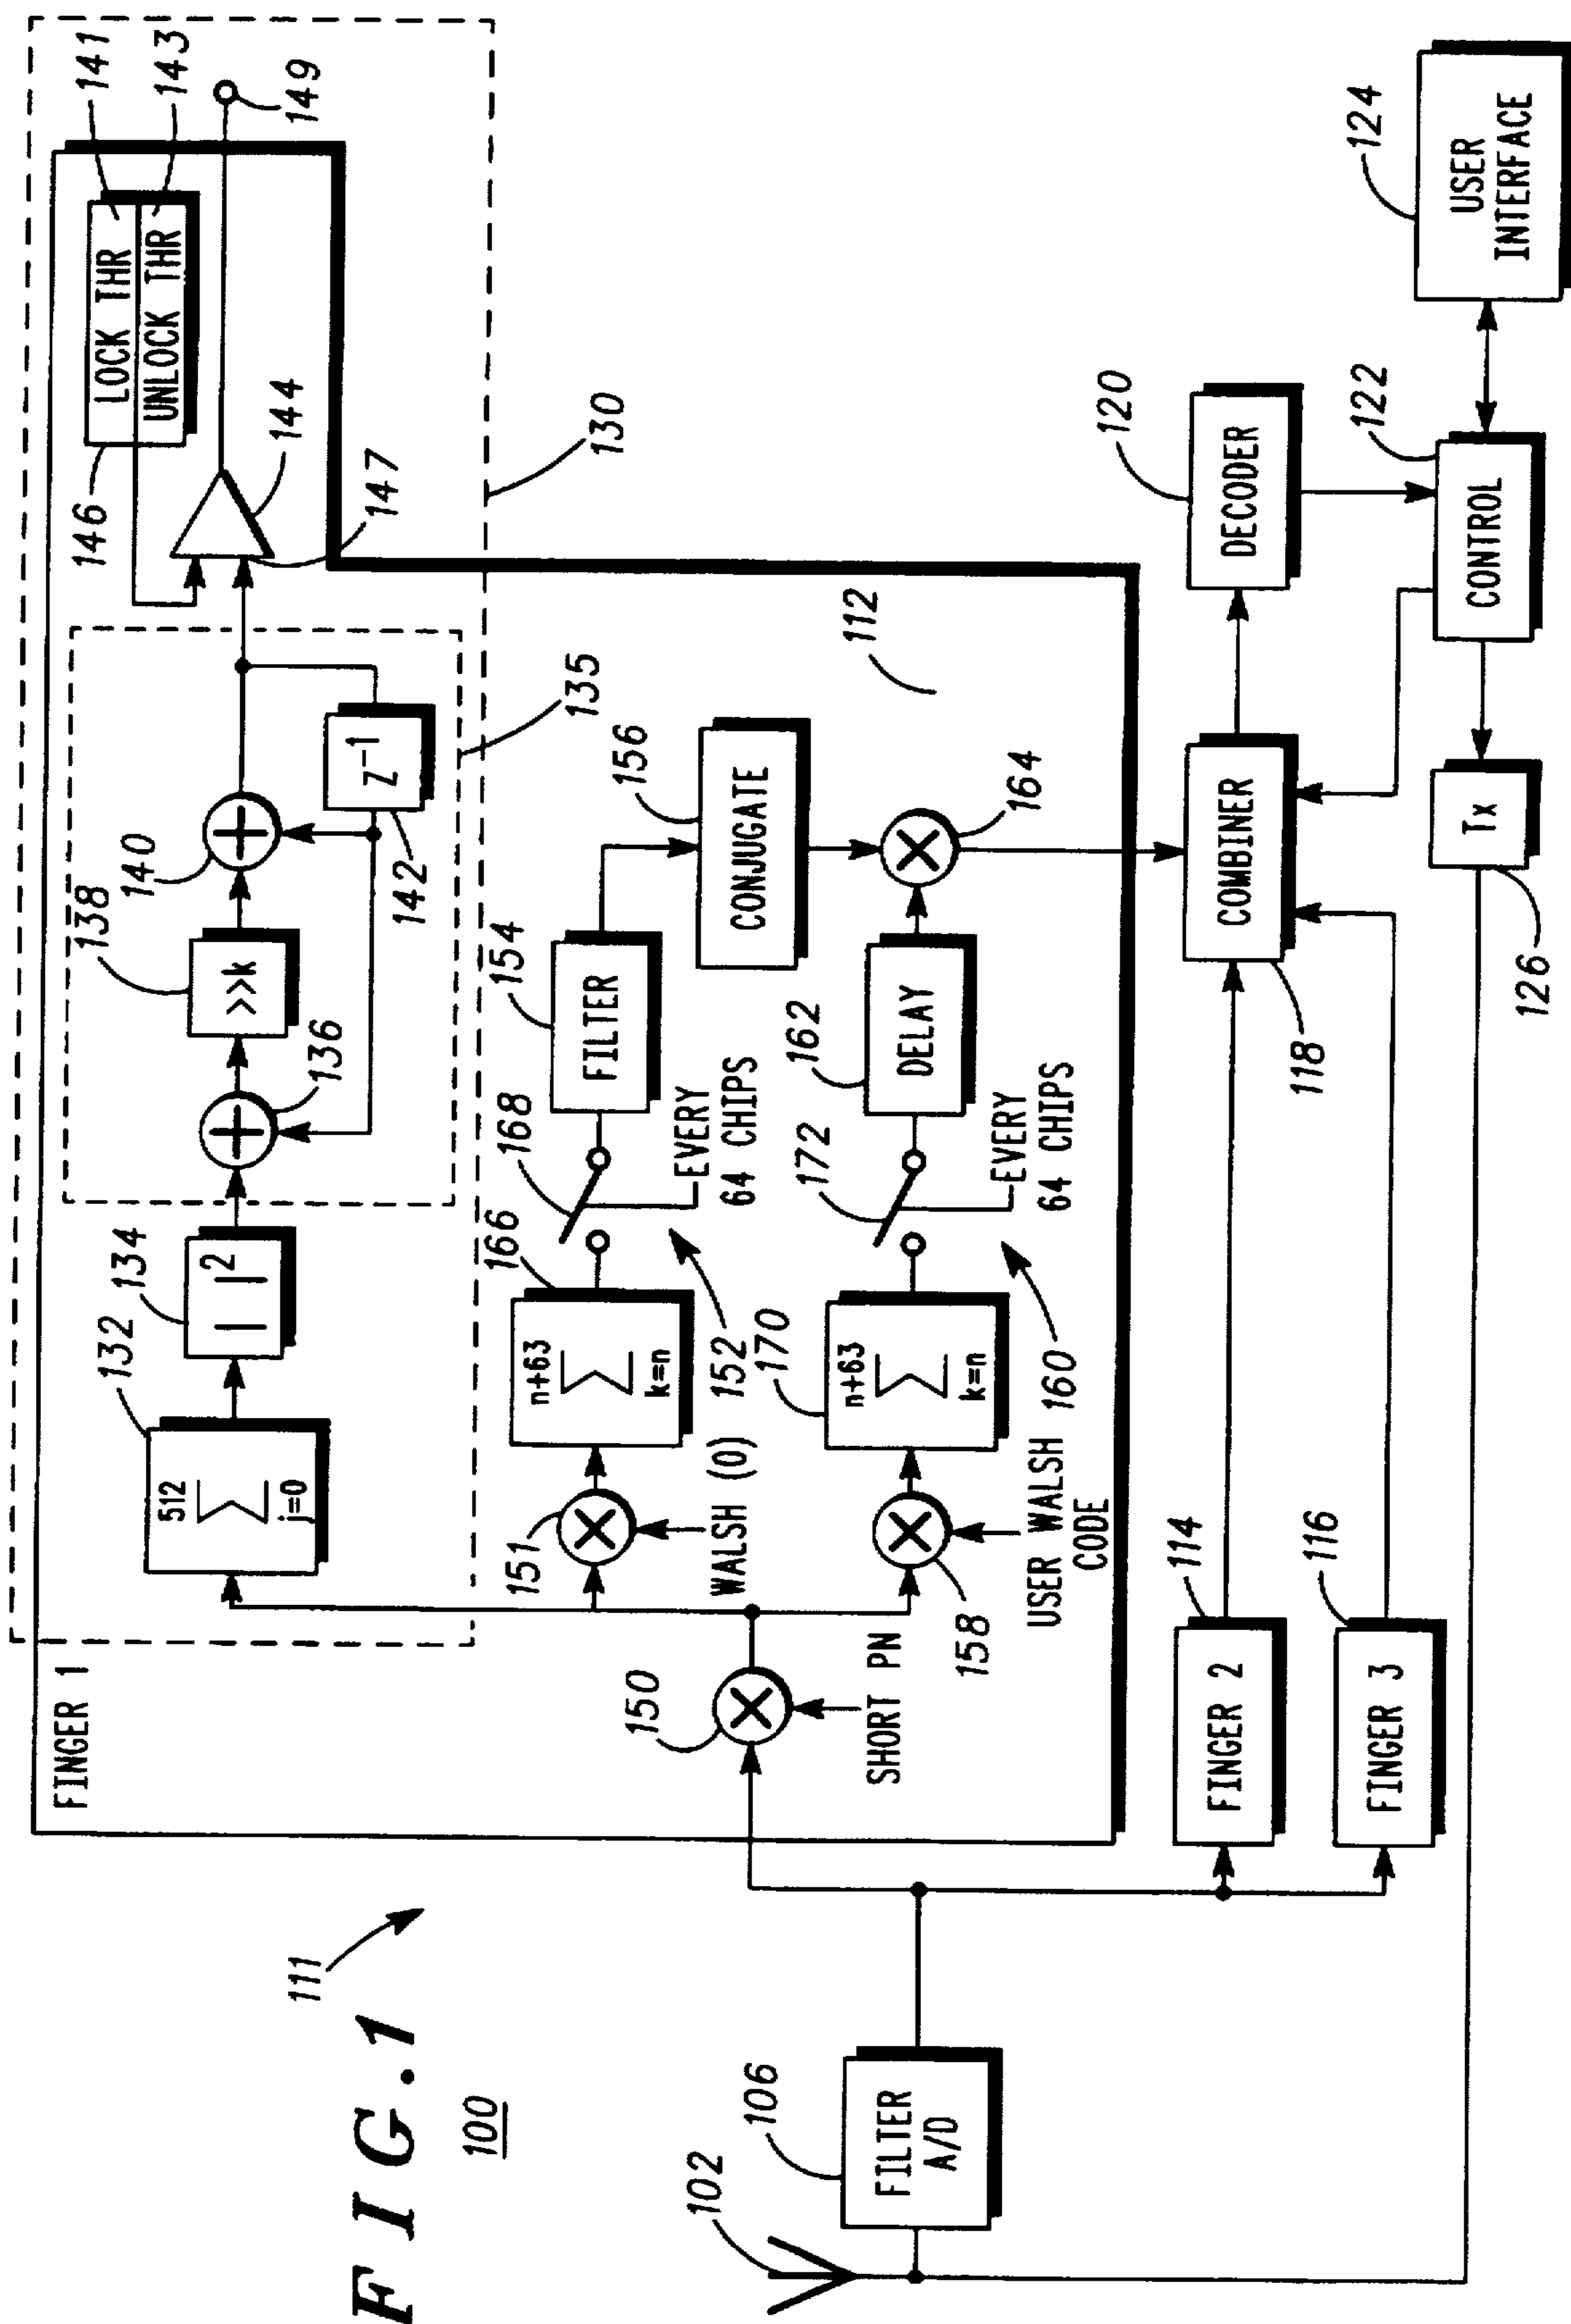 FIG.1
100
111
FINGER 1
132
512
Σ
j=0
134
| |²
136
138
>>k
140
142
Z⁻¹
135
146
LOCK THR
UNLOCK THR
141
143
144
147
149
130
150
SHORT PN
151
WALSH (0)
166
n+63
Σ
k=n
152
168
EVERY
64 CHIPS
154
FILTER
156
CONJUGATE
112
158
USER WALSH
CODE
170
n+63
Σ
k=n
160
172
EVERY
64 CHIPS
162
DELAY
164
102
106
FILTER
A/D
114
FINGER 2
116
FINGER 3
118
COMBINER
120
DECODER
122
CONTROL
124
USER
INTERFACE
126
Tx